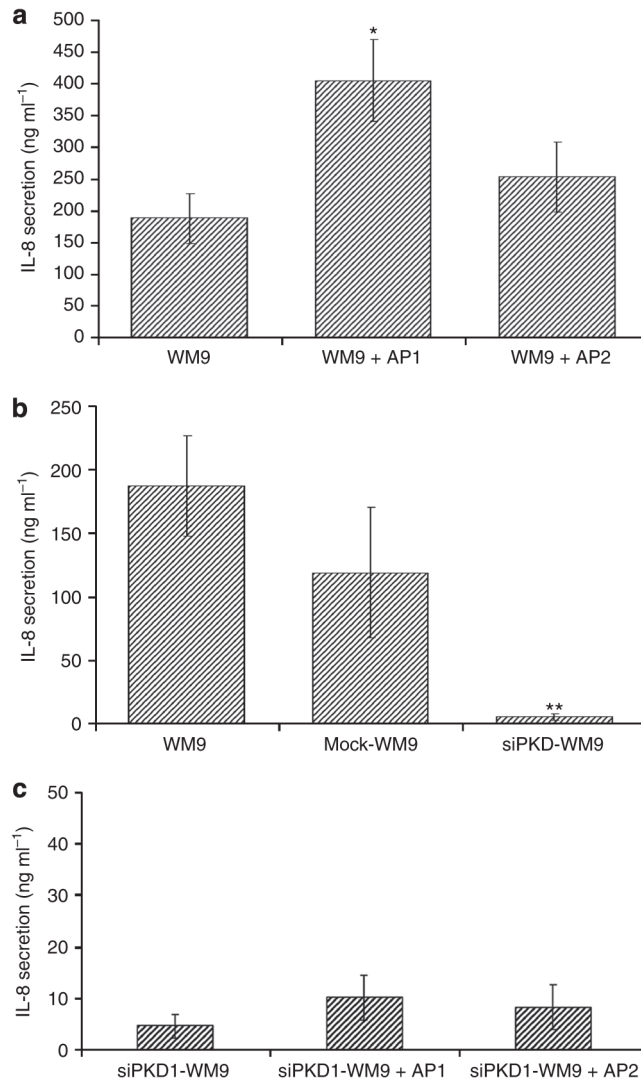 a
IL-8 secretion (ng ml⁻¹)
500
450
400
350
300
250
200
150
100
50
0
*
WM9
WM9 + AP1
WM9 + AP2
b
IL-8 secretion (ng ml⁻¹)
250
200
150
100
50
0
**
WM9
Mock-WM9
siPKD-WM9
c
IL-8 secretion (ng ml⁻¹)
50
40
30
20
10
0
siPKD1-WM9
siPKD1-WM9 + AP1
siPKD1-WM9 + AP2